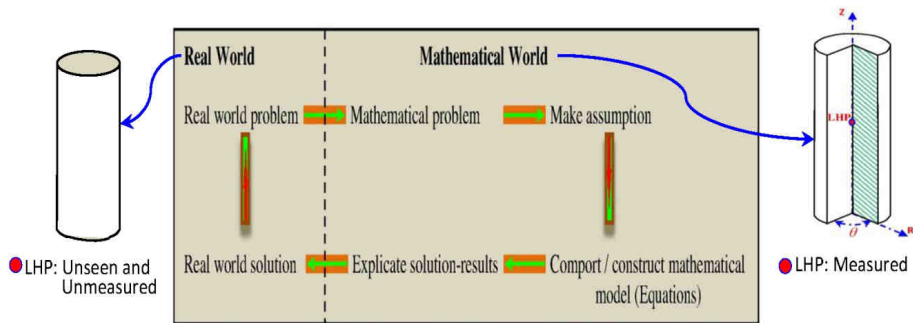 Real World
Mathematical World
Z
Real world problem
Mathematical problem
Make assumption
LHP
R
θ
Real world solution
Explicate solution-results
Comport / construct mathematical
model (Equations)
LHP: Unseen and
Unmeasured
LHP: Measured